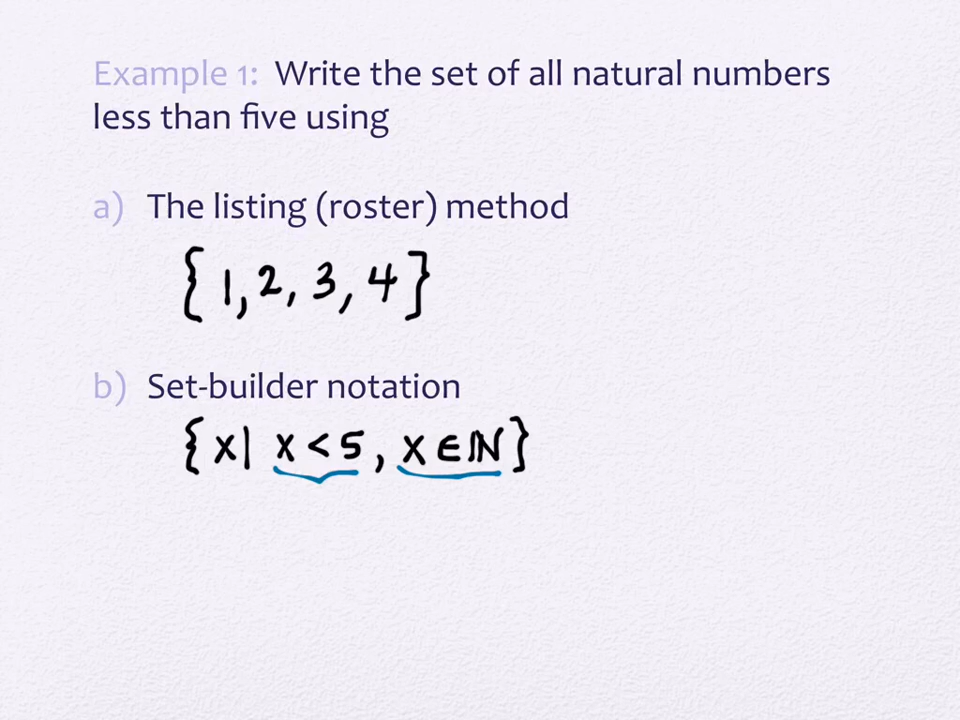 Example 1: Write the set of all natural numbers
less than five using
a) The listing (roster) method
{1, 2, 3, 4}
b) Set-builder notation
{x| x < 5, x ∈ ℕ}